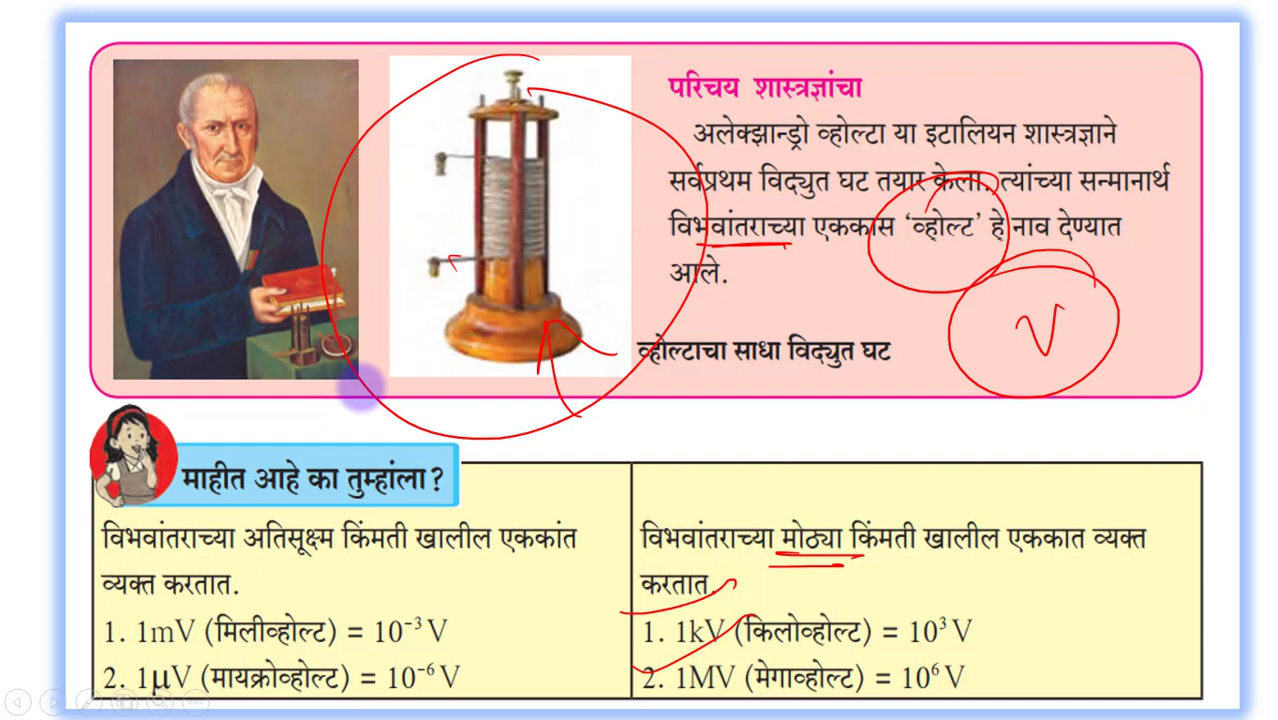 परिचय शास्त्रज्ञांचा
अलेक्झान्ड्रो व्होल्टा या इटालियन शास्त्रज्ञाने
सर्वप्रथम विद्युत घट तयार केला. त्यांच्या सन्मानार्थ
विभवांतराच्या एककास ‘व्होल्ट’ हे नाव देण्यात
आले.
V
व्होल्टाचा साधा विद्युत घट
माहीत आहे का तुम्हांला?
विभवांतराच्या अतिसूक्ष्म किंमती खालील एककांत
व्यक्त करतात.
1. 1mV (मिलीव्होल्ट) = 10⁻³ V
2. 1μV (मायक्रोव्होल्ट) = 10⁻⁶ V
विभवांतराच्या मोठ्या किंमती खालील एककात व्यक्त
करतात.
1. 1kV (किलोव्होल्ट) = 10³ V
2. 1MV (मेगाव्होल्ट) = 10⁶ V